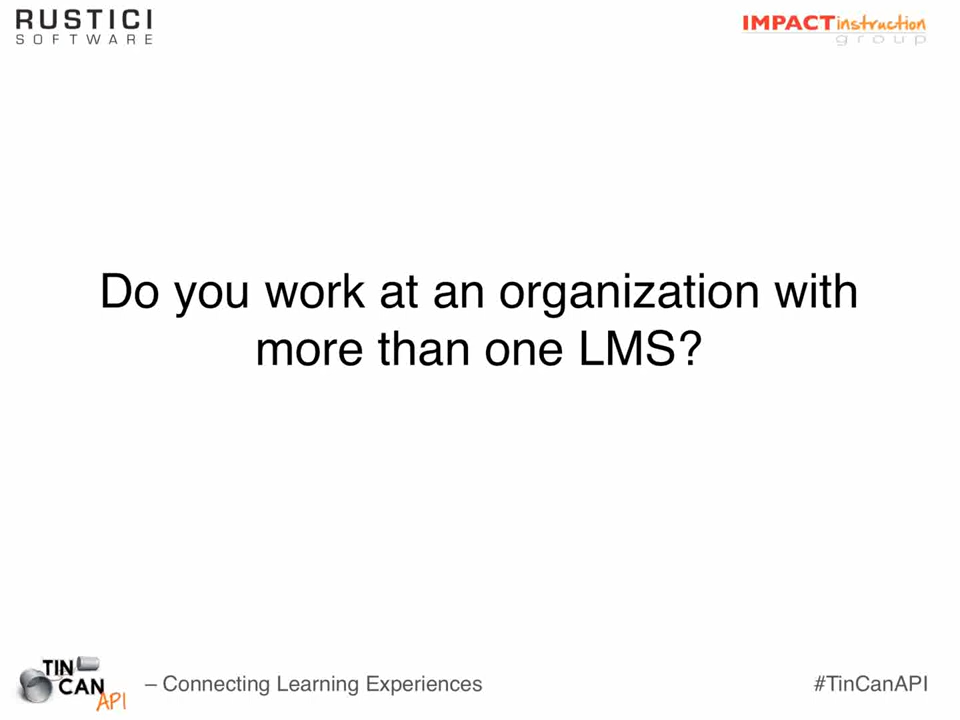 RUSTICI
SOFTWARE
IMPACTinstruction
group
Do you work at an organization with
more than one LMS?
TIN
CAN
API
– Connecting Learning Experiences
#TinCanAPI